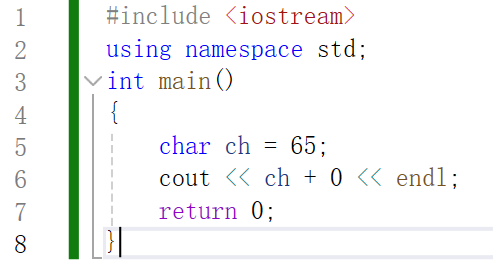 1 #include <iostream>
2 using namespace std;
3 int main()
4 {
5     char ch = 65;
6     cout << ch + 0 << endl;
7     return 0;
8 }